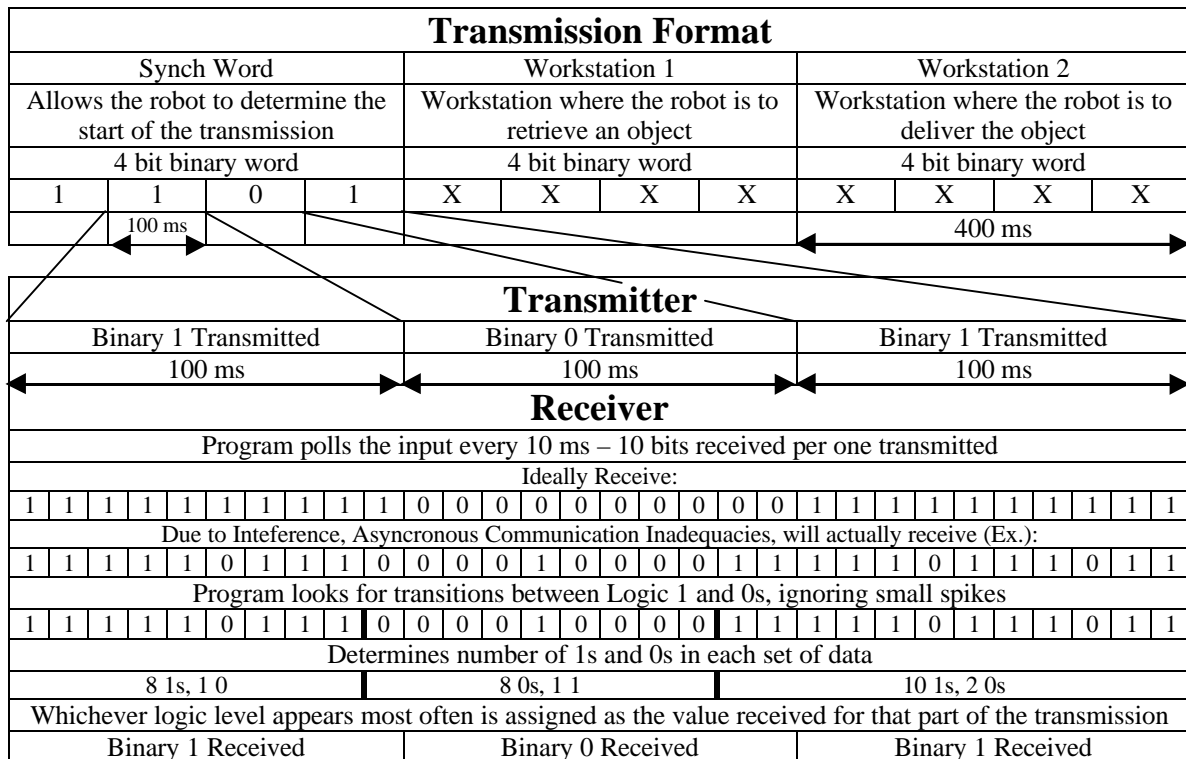 Transmission Format
Synch Word Workstation 1 Workstation 2
Allows the robot to determine the start of the transmission Workstation where the robot is to retrieve an object Workstation where the robot is to deliver the object
4 bit binary word 4 bit binary word 4 bit binary word
1 1 0 1 X X X X X X X X
100 ms 400 ms
Transmitter
Binary 1 Transmitted Binary 0 Transmitted Binary 1 Transmitted
100 ms 100 ms 100 ms
Receiver
Program polls the input every 10 ms – 10 bits received per one transmitted
Ideally Receive:
1 1 1 1 1 1 1 1 1 1 0 0 0 0 0 0 0 0 0 0 1 1 1 1 1 1 1 1 1 1
Due to Inteference, Asyncronous Communication Inadequacies, will actually receive (Ex.):
1 1 1 1 1 0 1 1 1 0 0 0 0 1 0 0 0 0 1 1 1 1 1 0 1 1 1 0 1 1
Program looks for transitions between Logic 1 and 0s, ignoring small spikes
1 1 1 1 1 0 1 1 1 0 0 0 0 1 0 0 0 0 1 1 1 1 1 0 1 1 1 0 1 1
Determines number of 1s and 0s in each set of data
8 1s, 1 0 8 0s, 1 1 10 1s, 2 0s
Whichever logic level appears most often is assigned as the value received for that part of the transmission
Binary 1 Received Binary 0 Received Binary 1 Received